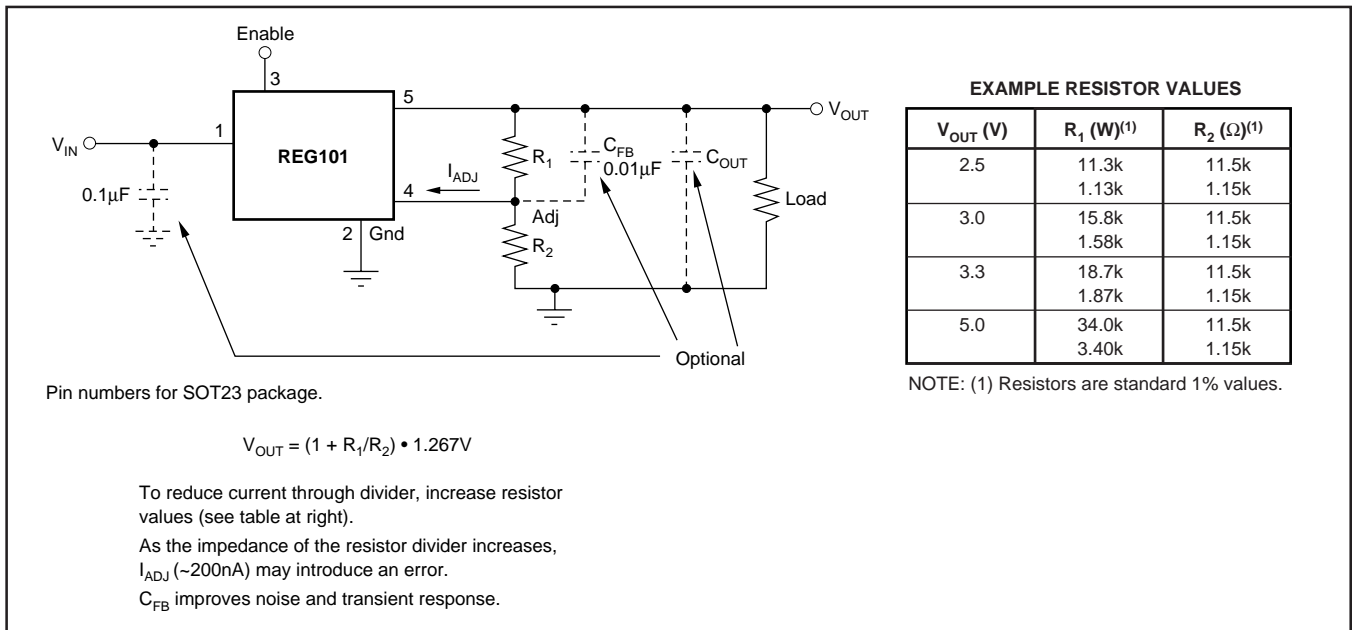 Enable
3
5
V_OUT
V_IN
1
REG101
R_1
C_FB
0.01µF
C_OUT
I_ADJ
0.1µF
4
Load
Adj
2
Gnd
R_2
Optional
Pin numbers for SOT23 package.
V_OUT = (1 + R_1/R_2) • 1.267V
To reduce current through divider, increase resistor
values (see table at right).
As the impedance of the resistor divider increases,
I_ADJ (~200nA) may introduce an error.
C_FB improves noise and transient response.
EXAMPLE RESISTOR VALUES
V_OUT (V) R_1 (W)(1) R_2 (Ω)(1)
2.5 11.3k 11.5k
1.13k 1.15k
3.0 15.8k 11.5k
1.58k 1.15k
3.3 18.7k 11.5k
1.87k 1.15k
5.0 34.0k 11.5k
3.40k 1.15k
NOTE: (1) Resistors are standard 1% values.